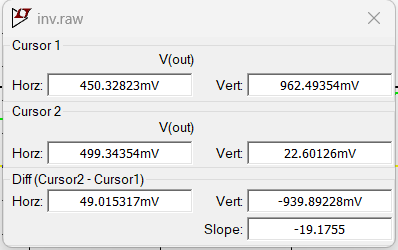 inv.raw
Cursor 1
V(out)
Horz: 450.32823mV Vert: 962.49354mV
Cursor 2
V(out)
Horz: 499.34354mV Vert: 22.60126mV
Diff (Cursor2 - Cursor1)
Horz: 49.015317mV Vert: -939.89228mV
Slope: -19.1755